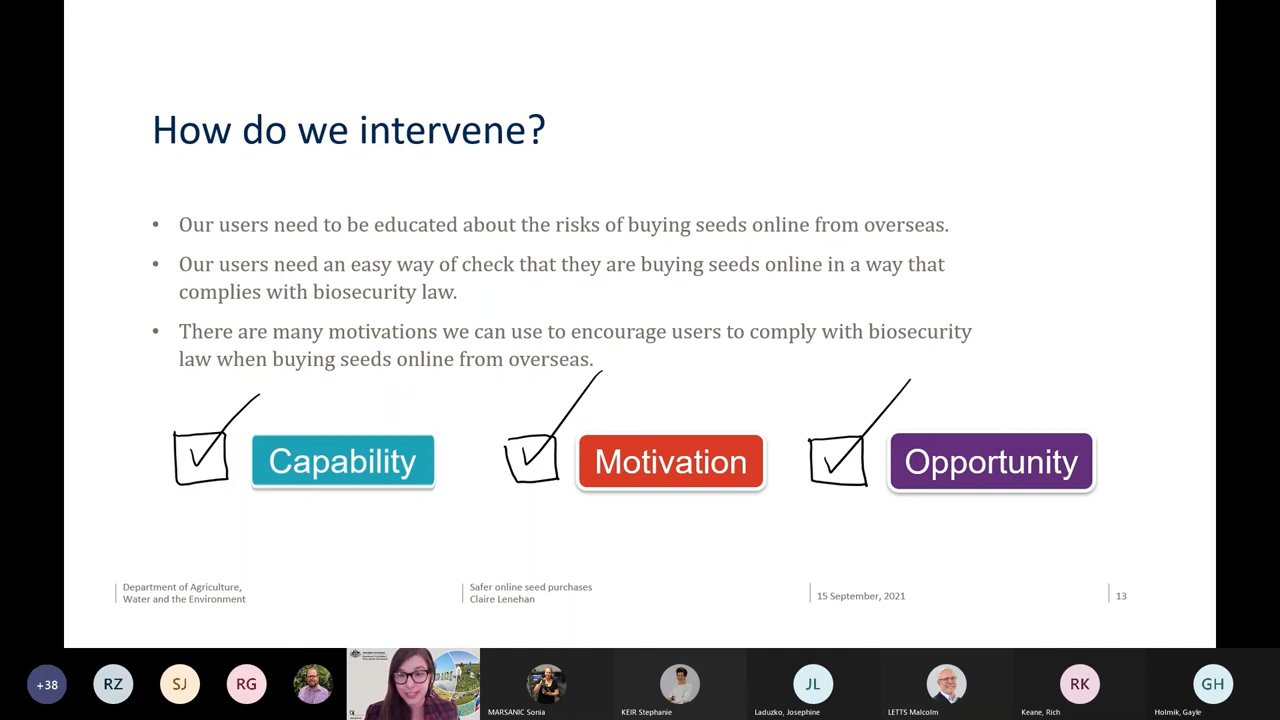 How do we intervene?
• Our users need to be educated about the risks of buying seeds online from overseas.
• Our users need an easy way of check that they are buying seeds online in a way that
complies with biosecurity law.
• There are many motivations we can use to encourage users to comply with biosecurity
law when buying seeds online from overseas.
Capability
Motivation
Opportunity
Department of Agriculture,
Water and the Environment
Safer online seed purchases
Claire Lenehan
15 September, 2021
13
+38
RZ
SJ
RG
MARSANIC Sonia
KEIR Stephanie
JL
Laduzko, Josephine
LETTS Malcolm
RK
Keane, Rich
GH
Holmik, Gayle